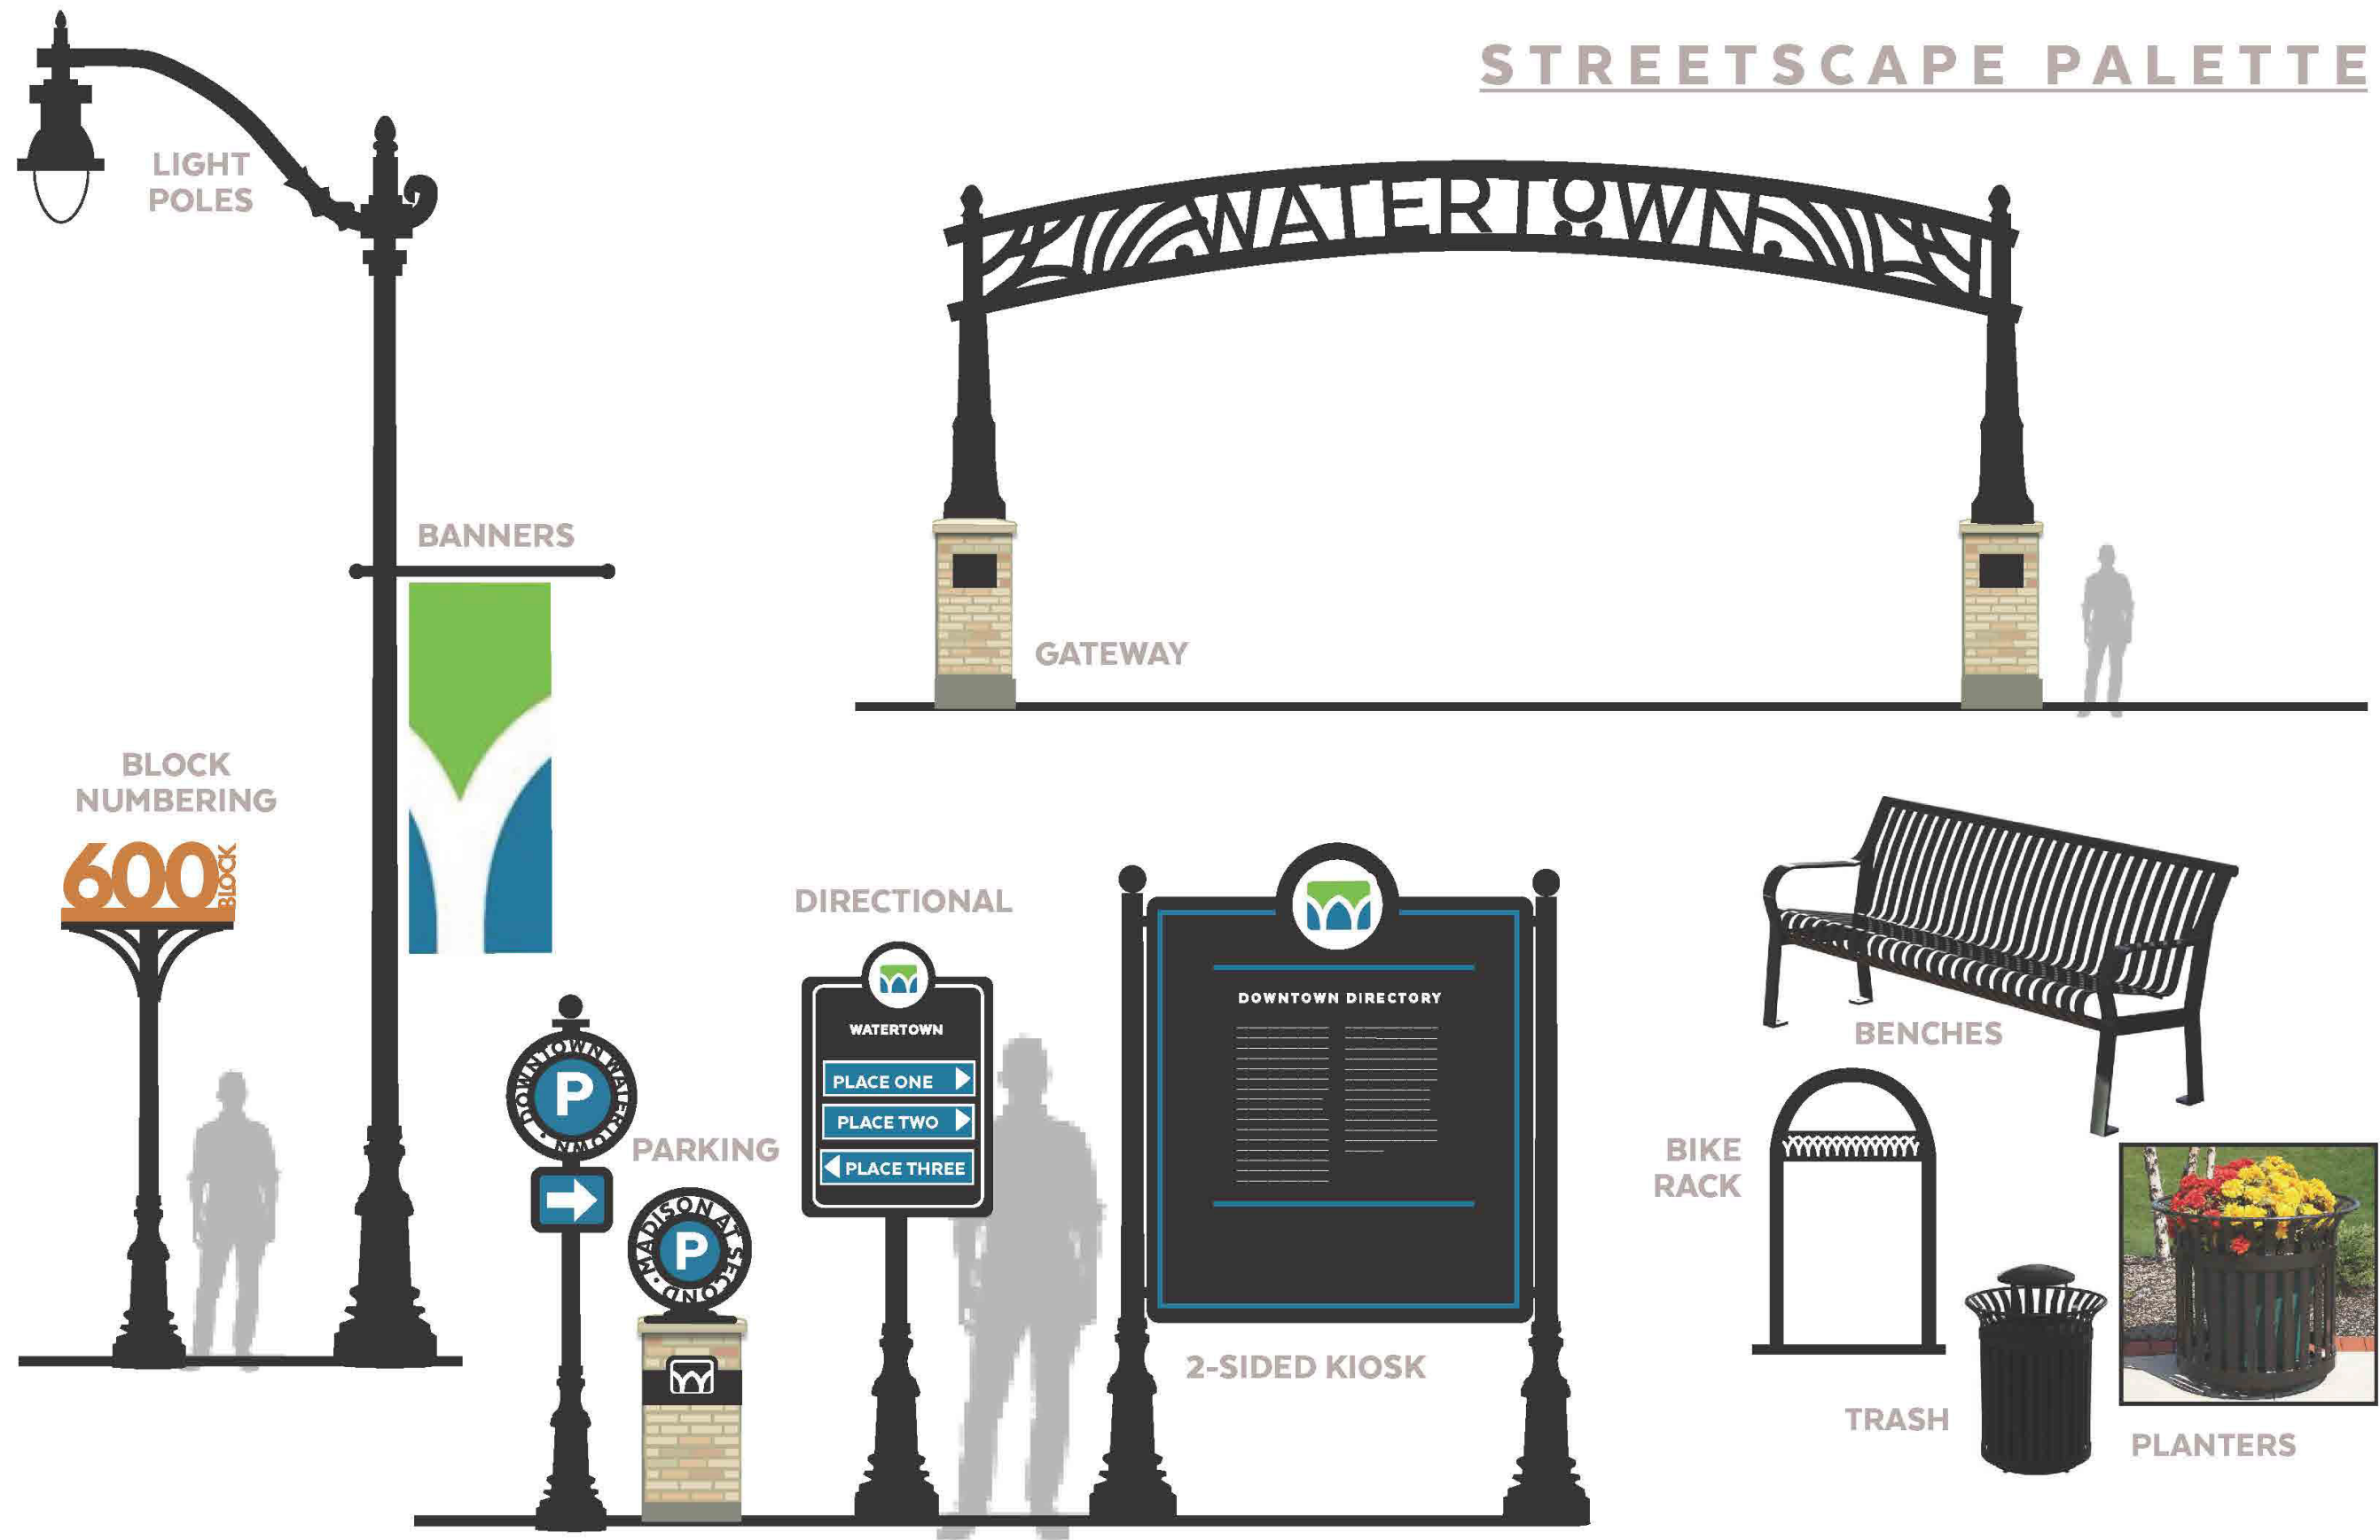 STREETSCAPE PALETTE
LIGHT
POLES
WATERTOWN
BANNERS
GATEWAY
BLOCK
NUMBERING
600 BLOCK
DIRECTIONAL
WATERTOWN
PLACE ONE
PLACE TWO
PLACE THREE
DOWNTOWN DIRECTORY
2-SIDED KIOSK
DOWNTOWN WATERTOWN •
P
PARKING
MADISON AT SECOND •
P
BENCHES
BIKE
RACK
TRASH
PLANTERS